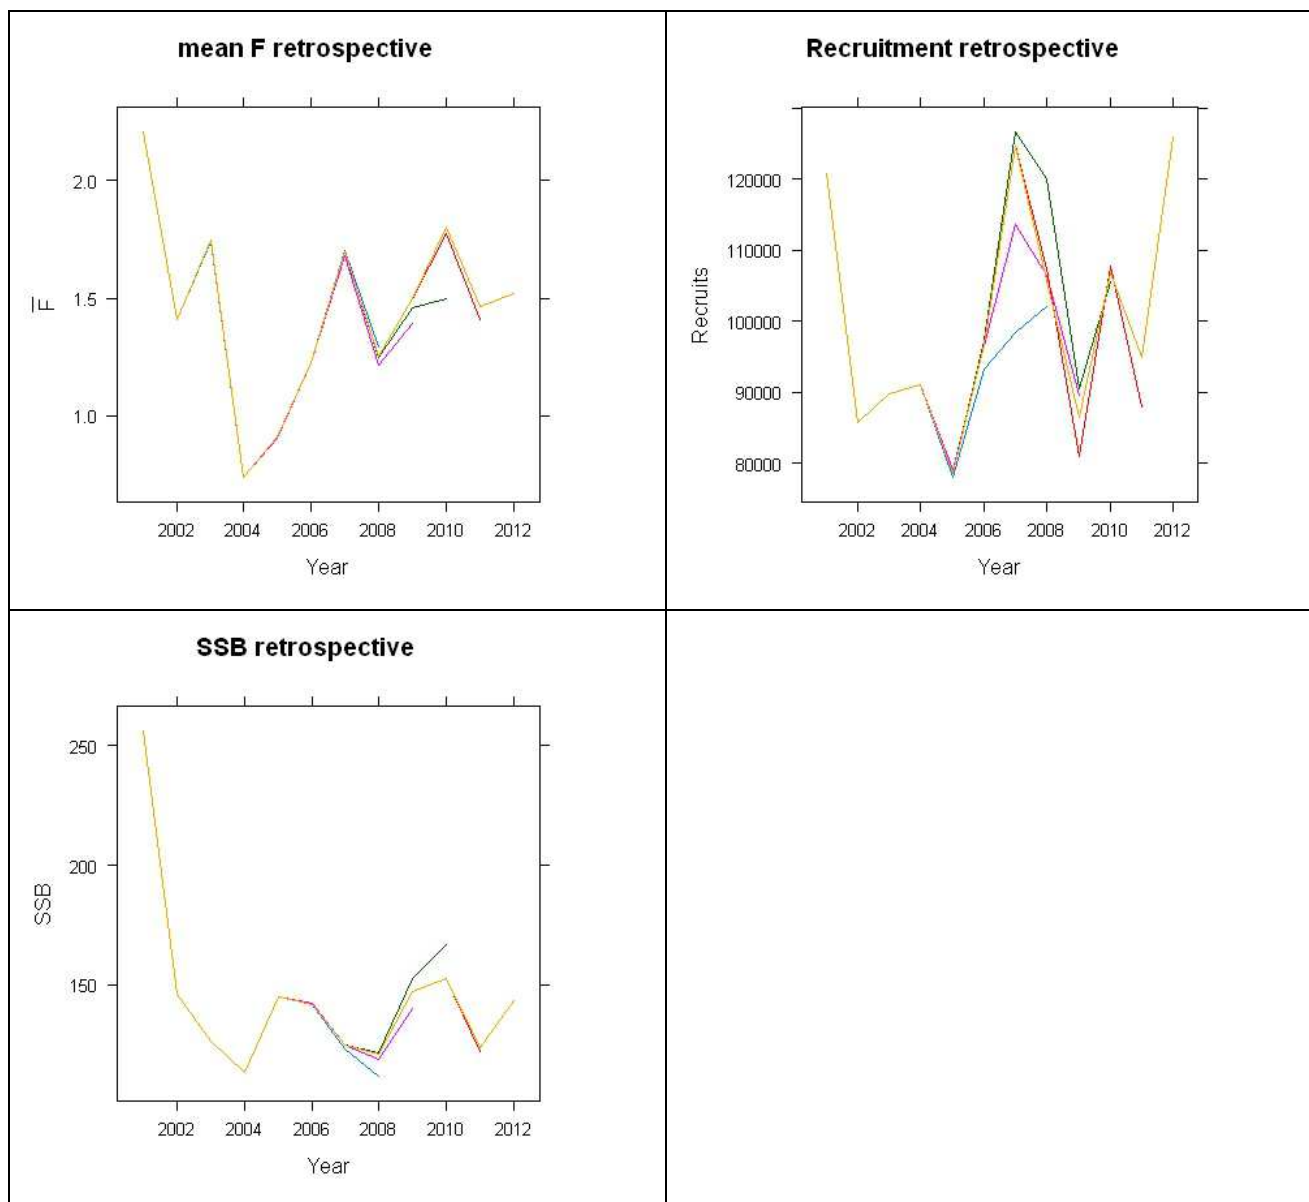 mean F retrospective
2.0
1.5
1.0
F̅
2002 2004 2006 2008 2010 2012
Year
Recruitment retrospective
120000
110000
100000
90000
80000
Recruits
2002 2004 2006 2008 2010 2012
Year
SSB retrospective
250
200
150
SSB
2002 2004 2006 2008 2010 2012
Year